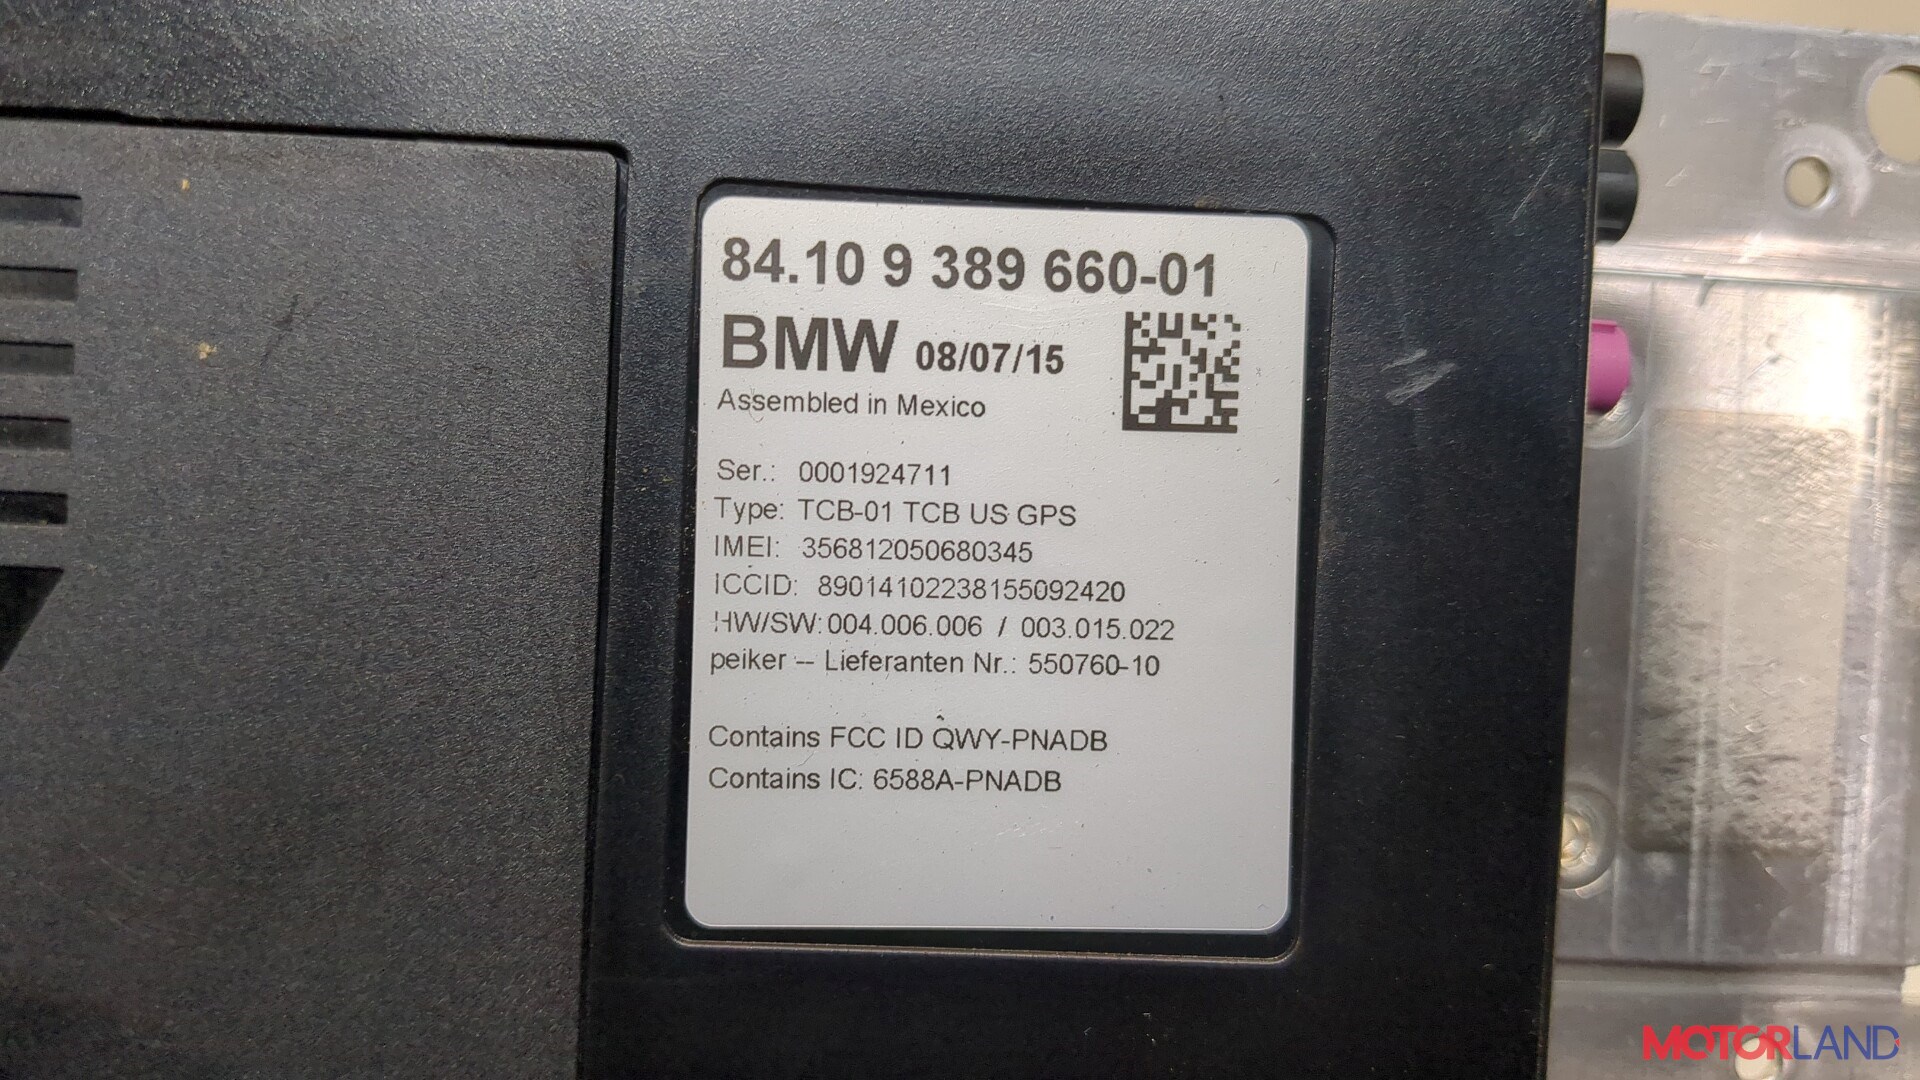 84.10 9 389 660-01
BMW 08/07/15
Assembled in Mexico
Ser.: 0001924711
Type: TCB-01 TCB US GPS
IMEI: 356812050680345
ICCID: 89014102238155092420
HW/SW: 004.006.006 / 003.015.022
peiker -- Lieferanten Nr.: 550760-10
Contains FCC ID QWY-PNADB
Contains IC: 6588A-PNADB
MOTORLAND